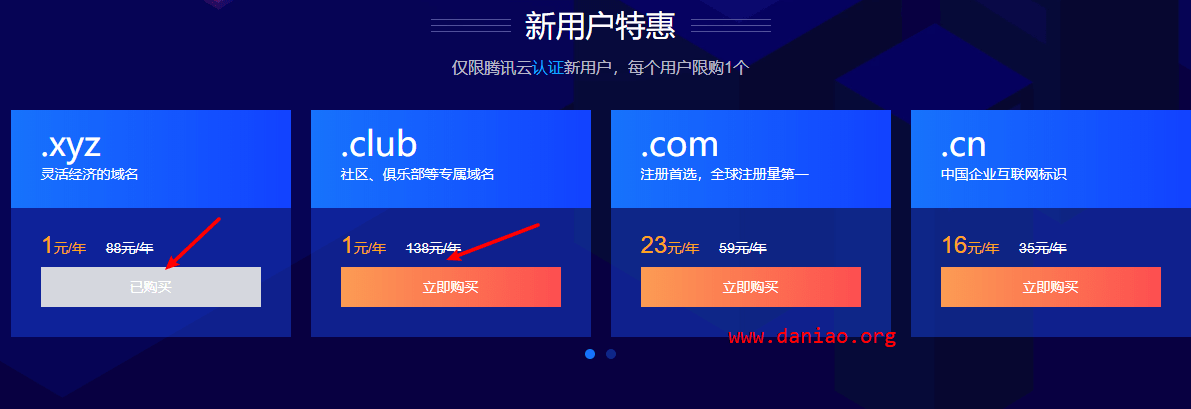 新用户特惠
仅限腾讯云认证新用户，每个用户限购1个
.xyz
灵活经济的域名
1元/年 88元/年
已购买
.club
社区、俱乐部等专属域名
1元/年 138元/年
立即购买
.com
注册首选，全球注册量第一
23元/年 59元/年
立即购买
.cn
中国企业互联网标识
16元/年 35元/年
立即购买
www.daniao.org